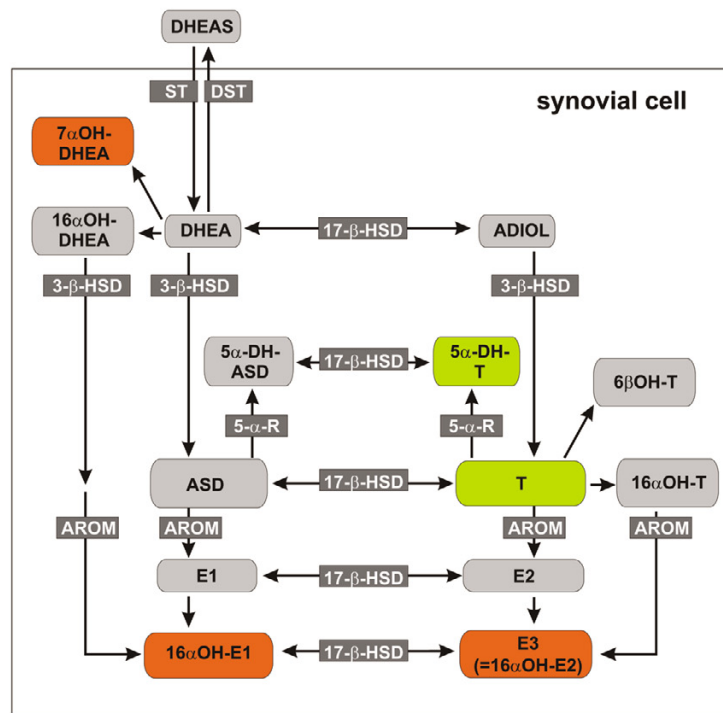 DHEAS
ST DST
synovial cell
7αOH-
DHEA
16αOH-
DHEA
DHEA
17-β-HSD
ADIOL
3-β-HSD
3-β-HSD
3-β-HSD
5α-DH-
ASD
17-β-HSD
5α-DH-
T
6βOH-T
5-α-R
5-α-R
ASD
17-β-HSD
T
16αOH-T
AROM
AROM
AROM
AROM
E1
17-β-HSD
E2
16αOH-E1
17-β-HSD
E3
(=16αOH-E2)